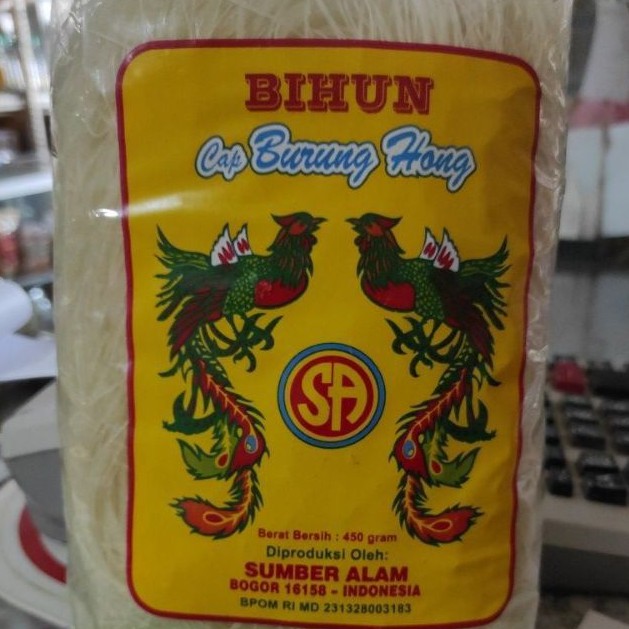 BIHUN
Cap Burung Hong
SA
Berat Bersih : 450 gram
Diproduksi Oleh:
SUMBER ALAM
BOGOR 16158 - INDONESIA
BPOM RI MD 231328003183